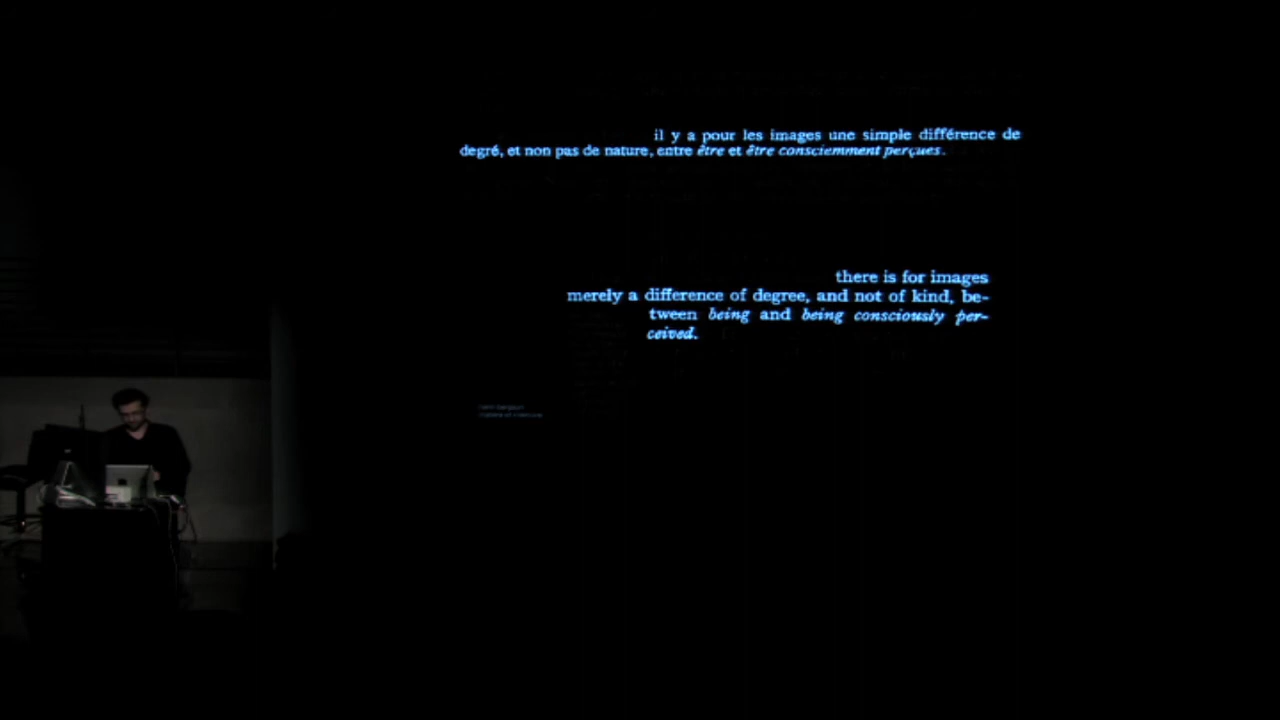 il y a pour les images une simple différence de
degré, et non pas de nature, entre être et être consciemment perçues.
there is for images
merely a difference of degree, and not of kind, be-
tween being and being consciously per-
ceived.